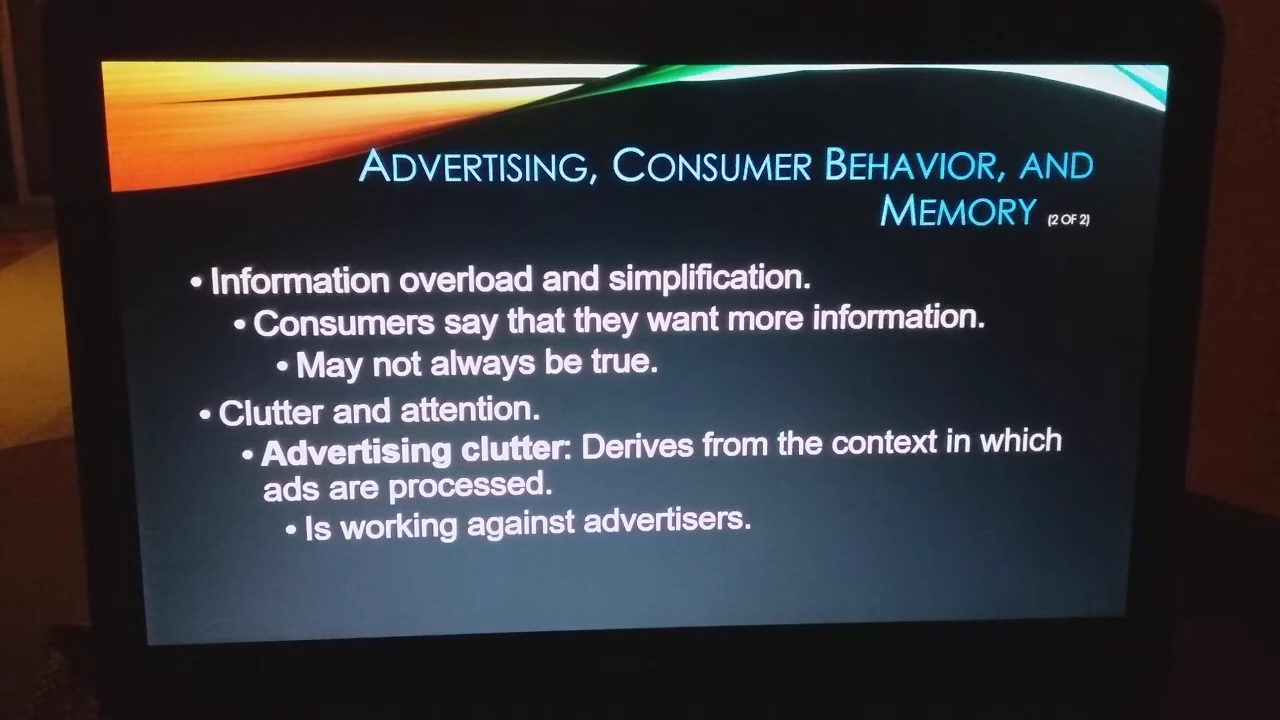 ADVERTISING, CONSUMER BEHAVIOR, AND
MEMORY (2 OF 2)
• Information overload and simplification.
• Consumers say that they want more information.
• May not always be true.
• Clutter and attention.
• Advertising clutter: Derives from the context in which
ads are processed.
• Is working against advertisers.